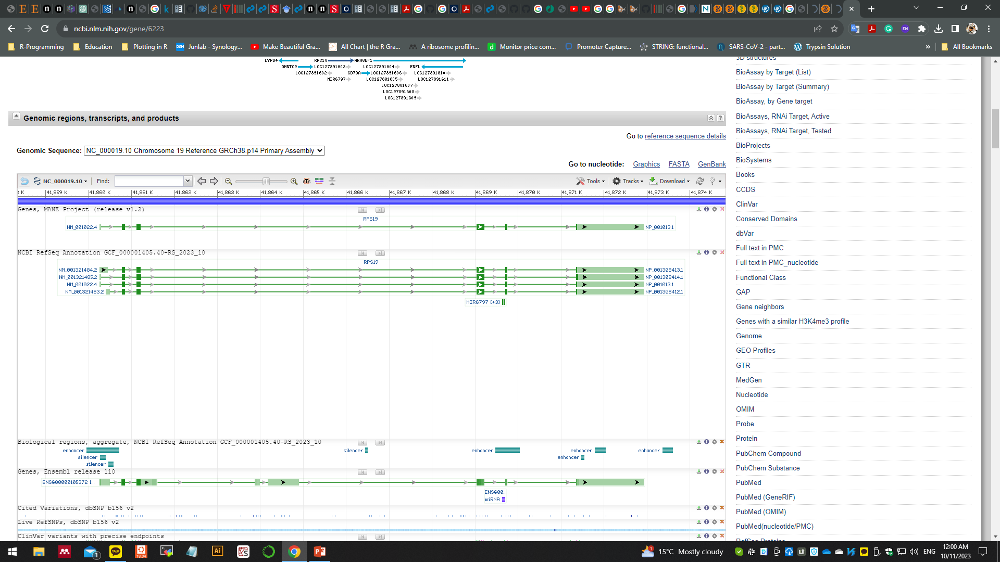 ncbi.nlm.nih.gov/gene/6223
R-Programming
Education
Plotting in R
Junlab - Synology...
Make Beautiful Gra...
All Chart | the R Gra...
A ribosome profilin...
Monitor price com...
Promoter Capture...
STRING: functional...
SARS-CoV-2 - part...
Trypsin Solution
»
All Bookmarks
LYPD4
RPS19
ARHGEF1
DMRTC2
LOC127891603
LOC127891604
ERFL
LOC127891602
CD79A
LOC127891606
LOC127891610
MIR6797
LOC127891605
LOC127891611
LOC127891607
LOC127891608
LOC127891609
Genomic regions, transcripts, and products
Go to reference sequence details
Genomic Sequence: NC_000019.10 Chromosome 19 Reference GRCh38.p14 Primary Assembly
Go to nucleotide: Graphics FASTA GenBank
NC_000019.10
Find:
Tools
Tracks
Download
41,859 K
41,860 K
41,861 K
41,862 K
41,863 K
41,864 K
41,865 K
41,866 K
41,867 K
41,868 K
41,869 K
41,870 K
41,871 K
41,872 K
41,873 K
41,874 K
Genes, MANE Project (release v1.2)
RPS19
NM_001022.4
NP_001013.1
NCBI RefSeq Annotation GCF_000001405.40-RS_2023_10
RPS19
NM_001321484.2
NP_001308413.1
NM_001321485.2
NP_001308414.1
NM_001022.4
NP_001013.1
NM_001321483.2
NP_001308412.1
MIR6797 [+3]
Biological regions, aggregate, NCBI RefSeq Annotation GCF_000001405.40-RS_2023_10
enhancer
silencer
enhancer
enhancer
enhancer
silencer
enhancer
silencer
Genes, Ensembl release 110
ENSG00000105372 [...
ENSG00...
miRNA
Cited Variations, dbSNP b156 v2
Live RefSNPs, dbSNP b156 v2
ClinVar variants with precise endpoints
3D structures
BioAssay by Target (List)
BioAssay by Target (Summary)
BioAssay, by Gene target
BioAssays, RNAi Target, Active
BioAssays, RNAi Target, Tested
BioProjects
BioSystems
Books
CCDS
ClinVar
Conserved Domains
dbVar
Full text in PMC
Full text in PMC_nucleotide
Functional Class
GAP
Gene neighbors
Genes with a similar H3K4me3 profile
Genome
GEO Profiles
GTR
MedGen
Nucleotide
OMIM
Probe
Protein
PubChem Compound
PubChem Substance
PubMed
PubMed (GeneRIF)
PubMed (OMIM)
PubMed(nucleotide/PMC)
RefSeq Proteins
15°C Mostly cloudy
ENG
12:00 AM
10/11/2023